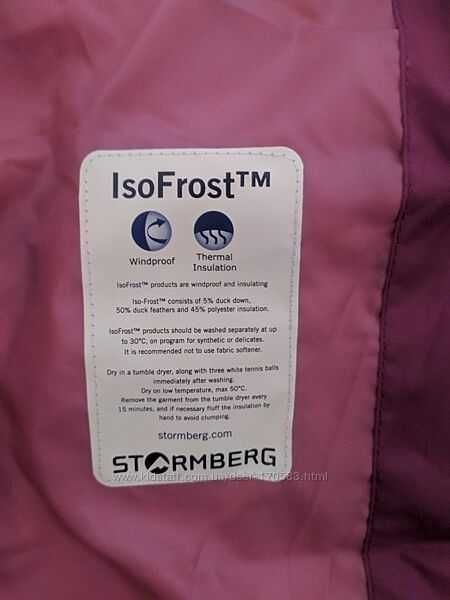 IsoFrost™
Windproof
Thermal
Insulation
IsoFrost™ products are windproof and insulating
Iso-Frost™ consists of 5% duck down,
50% duck feathers and 45% polyester insulation.
IsoFrost™ products should be washed separately at up
to 30°C, on program for synthetic or delicates.
It is recommended not to use fabric softener.
Dry in a tumble dryer, along with three white tennis balls
immediately after washing.
Dry on low temperature, max 50°C.
Remove the garment from the tumble dryer every
15 minutes, and if necessary fluff the insulation by
hand to avoid clumping.
stormberg.com
STORMBERG